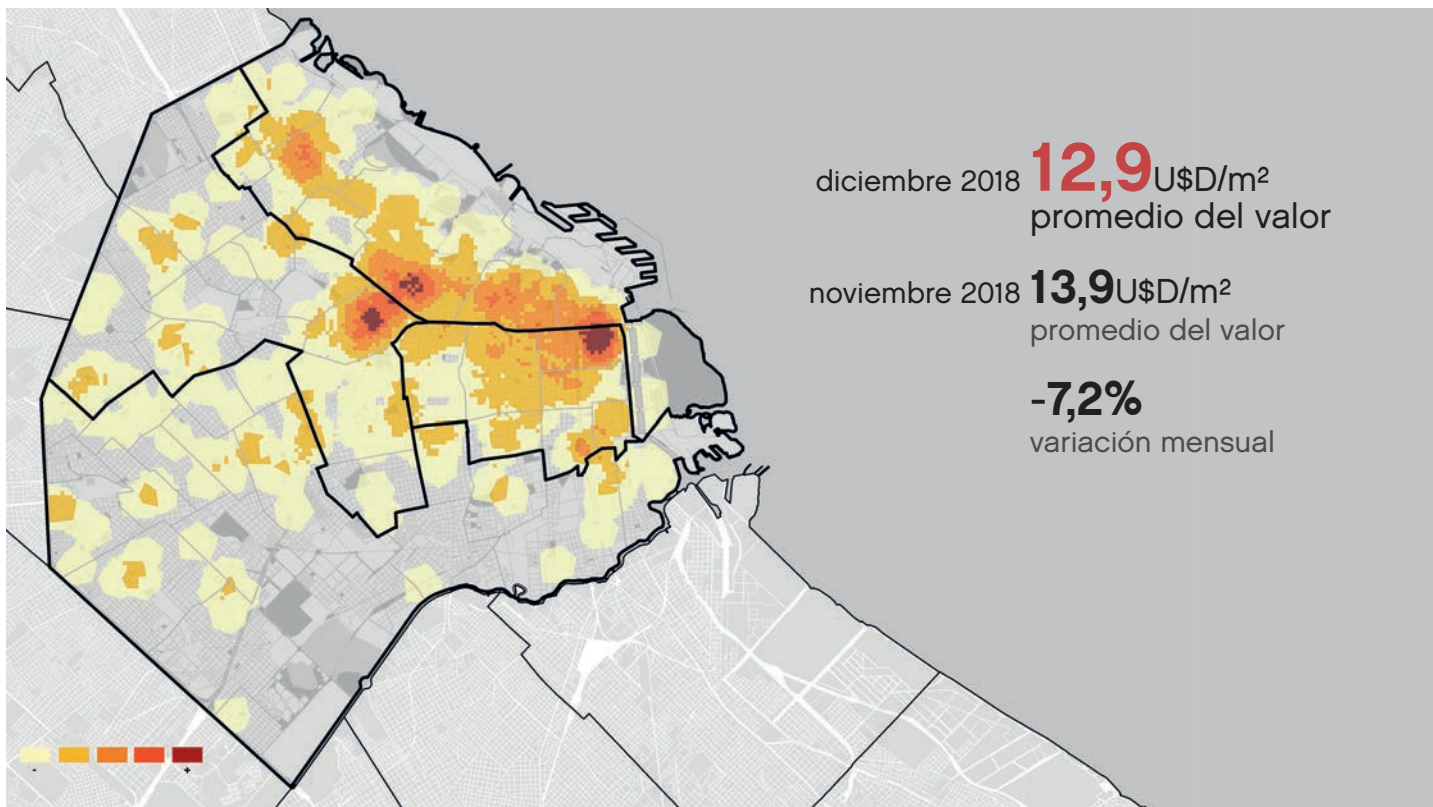 diciembre 2018 12,9U$D/m²
promedio del valor
noviembre 2018 13,9U$D/m²
promedio del valor
-7,2%
variación mensual
- +